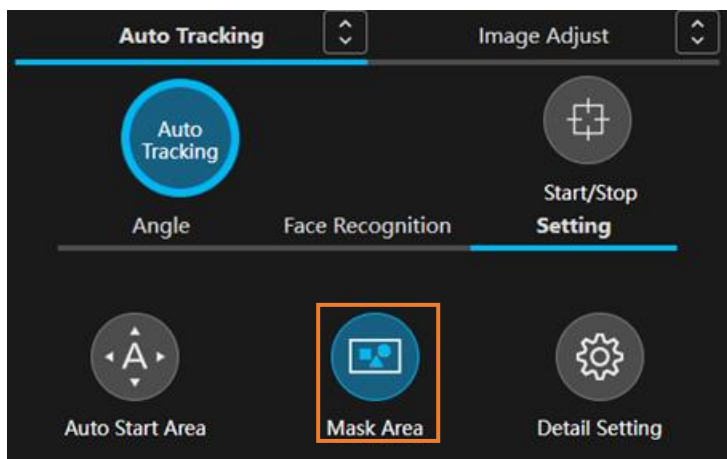 Auto Tracking
Image Adjust
Auto
Tracking
Start/Stop
Angle
Face Recognition
Setting
A
Auto Start Area
Mask Area
Detail Setting